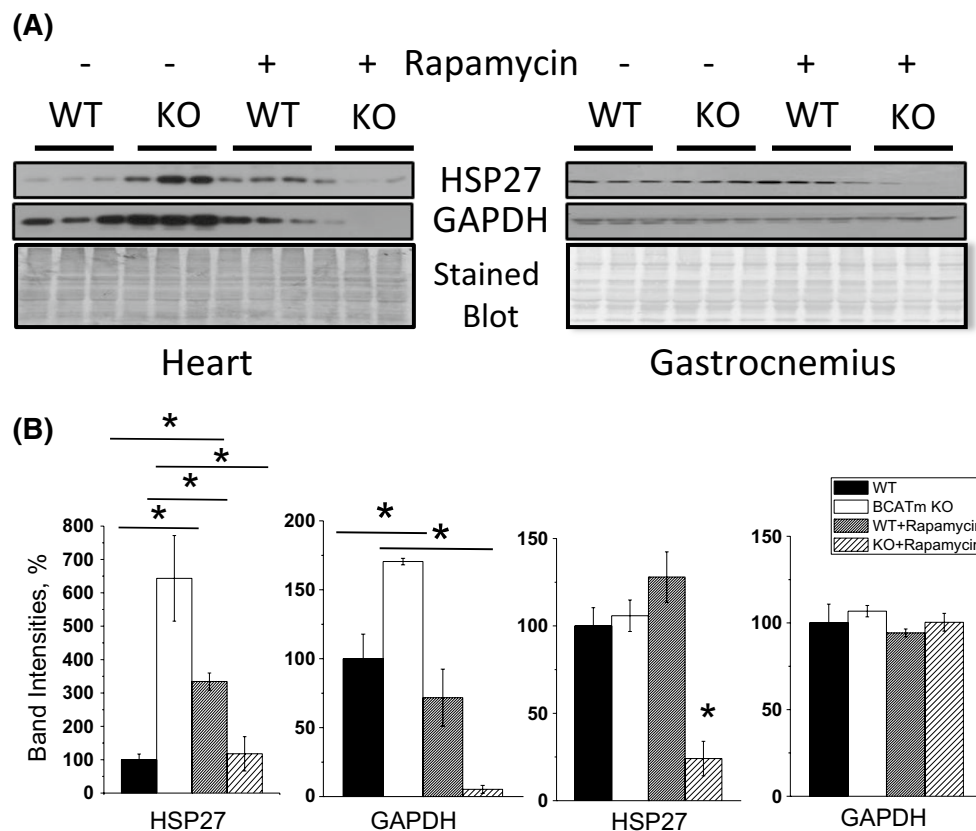 (A)
- - + + Rapamycin - - + +
WT KO WT KO WT KO WT KO
HSP27
GAPDH
Stained
Blot
Heart Gastrocnemius
(B)
* * * *
* *
*
WT
BCATm KO
WT+Rapamycin
KO+Rapamycin
Band Intensities, %
800
700
600
500
400
300
200
100
0
HSP27
200
150
100
50
0
GAPDH
150
100
50
0
HSP27
150
100
50
0
GAPDH